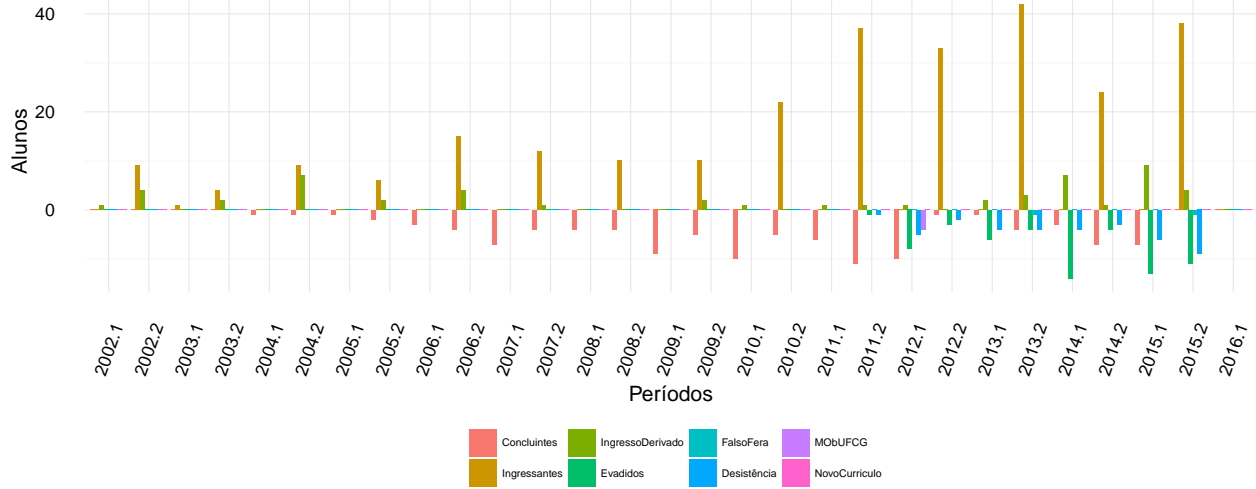 40
20
0
Alunos
2002.1 2002.2 2003.1 2003.2 2004.1 2004.2 2005.1 2005.2 2006.1 2006.2 2007.1 2007.2 2008.1 2008.2 2009.1 2009.2 2010.1 2010.2 2011.1 2011.2 2012.1 2012.2 2013.1 2013.2 2014.1 2014.2 2015.1 2015.2 2016.1
Períodos
Concluintes IngressoDerivado FalsoFera MObUFCG
Ingressantes Evadidos Desistência NovoCurriculo